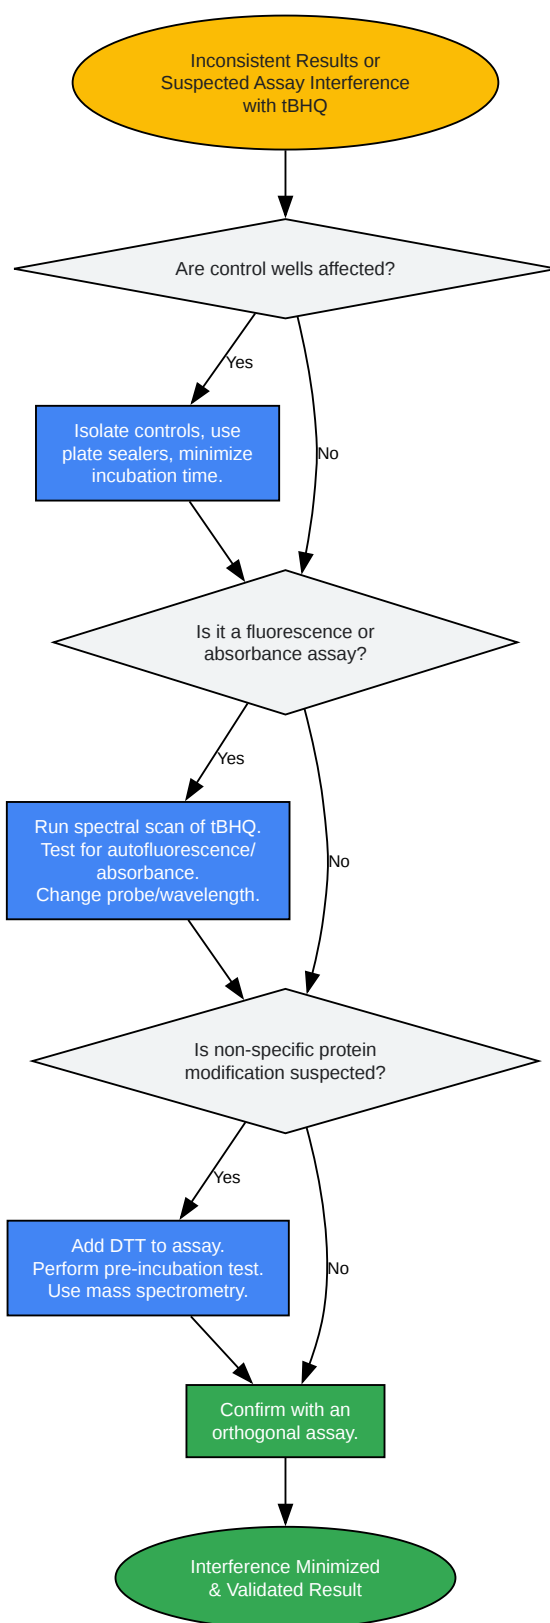 Inconsistent Results or
Suspected Assay Interference
with tBHQ
Are control wells affected?
Yes
Isolate controls, use
plate sealers, minimize
incubation time.
No
Is it a fluorescence or
absorbance assay?
Yes
Run spectral scan of tBHQ.
Test for autofluorescence/
absorbance.
Change probe/wavelength.
No
Is non-specific protein
modification suspected?
Yes
Add DTT to assay.
Perform pre-incubation test.
Use mass spectrometry.
No
Confirm with an
orthogonal assay.
Interference Minimized
& Validated Result